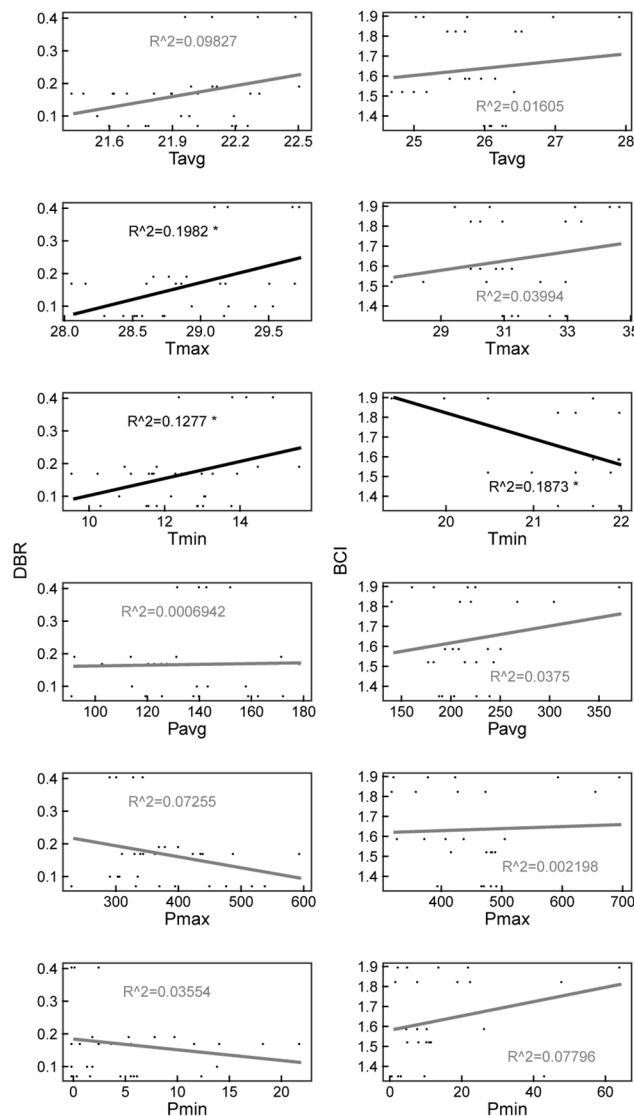 0.4
0.3
0.2
0.1
R^2=0.09827
21.6 21.9 22.2 22.5
Tavg
1.9
1.8
1.7
1.6
1.5
1.4
R^2=0.01605
25 26 27 28
Tavg
0.4
0.3
0.2
0.1
R^2=0.1982 *
28.0 28.5 29.0 29.5
Tmax
1.9
1.8
1.7
1.6
1.5
1.4
R^2=0.03994
29 31 33 35
Tmax
0.4
0.3
0.2
0.1
R^2=0.1277 *
10 12 14
Tmin
1.9
1.8
1.7
1.6
1.5
1.4
R^2=0.1873 *
20 21 22
Tmin
DBR
BCI
0.4
0.3
0.2
0.1
R^2=0.0006942
100 120 140 160 180
Pavg
1.9
1.8
1.7
1.6
1.5
1.4
R^2=0.0375
150 200 250 300 350
Pavg
0.4
0.3
0.2
0.1
R^2=0.07255
300 400 500 600
Pmax
1.9
1.8
1.7
1.6
1.5
1.4
R^2=0.002198
400 500 600 700
Pmax
0.4
0.3
0.2
0.1
R^2=0.03554
0 5 10 15 20
Pmin
1.9
1.8
1.7
1.6
1.5
1.4
R^2=0.07796
0 20 40 60
Pmin